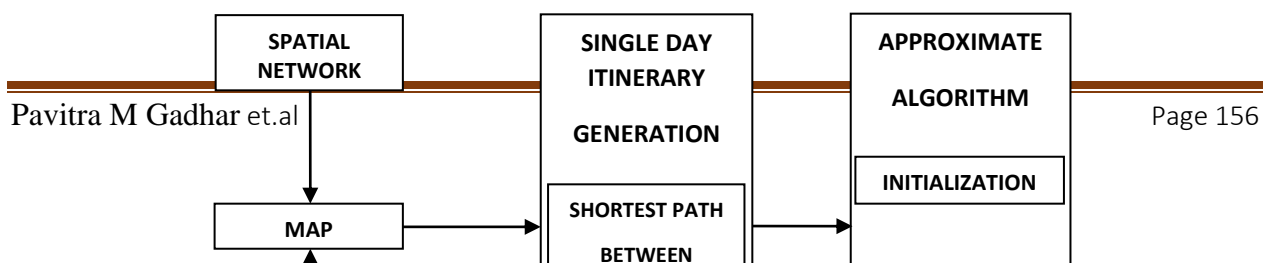 SPATIAL
NETWORK
SINGLE DAY
ITINERARY
GENERATION
APPROXIMATE
ALGORITHM
Pavitra M Gadhar et.al
Page 156
INITIALIZATION
SHORTEST PATH
BETWEEN
MAP